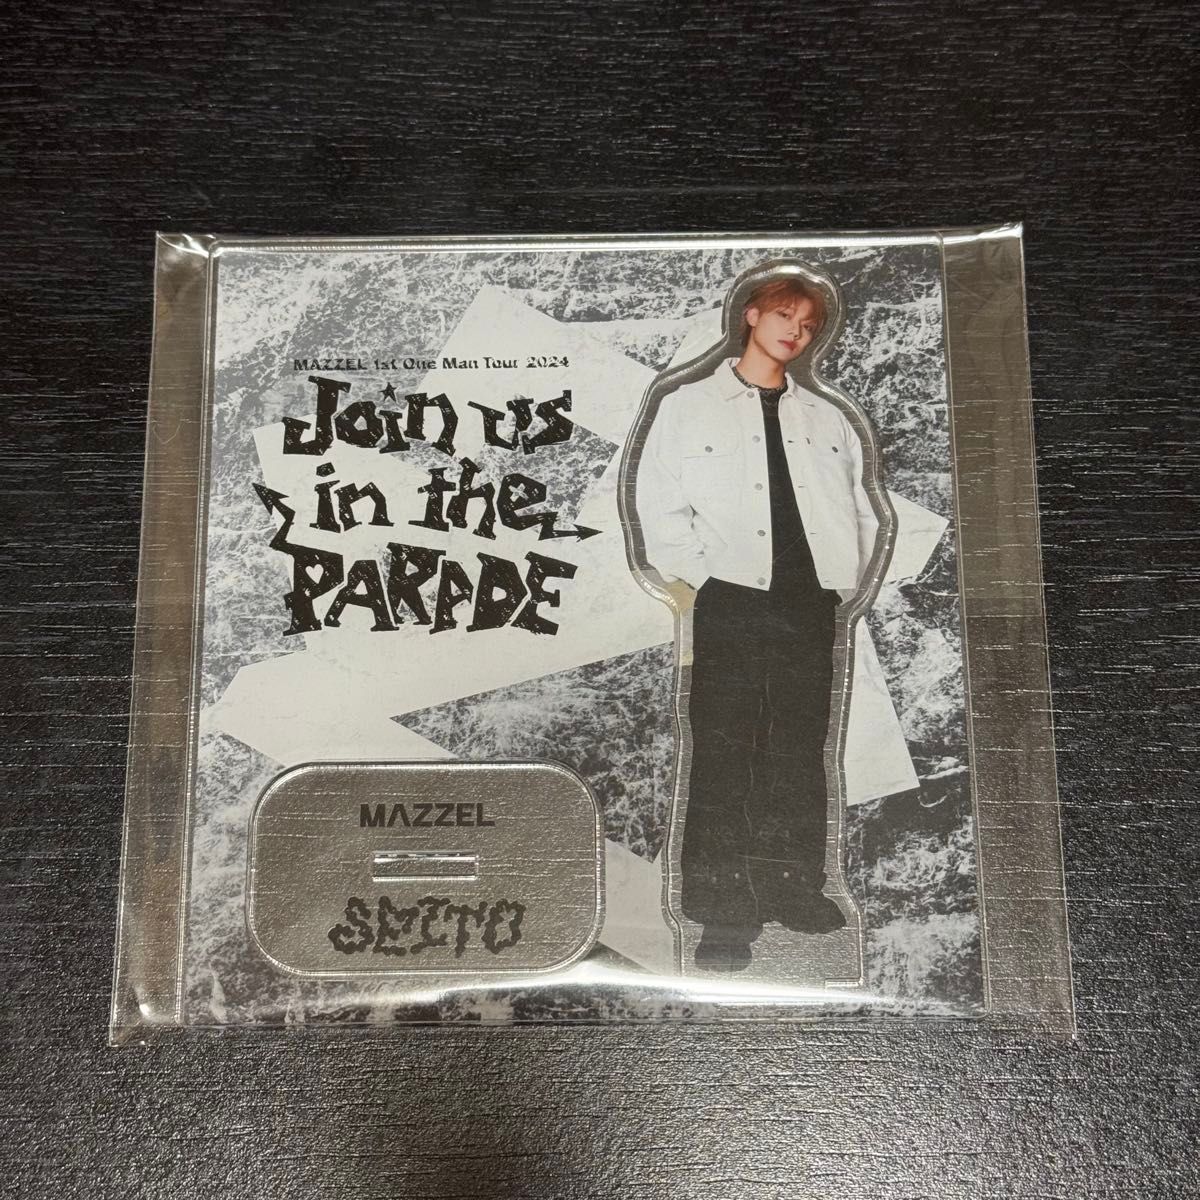 MAZZEL 1st One Man Tour 2024
Join us
in the
PARADE
MAZZEL
SEITO